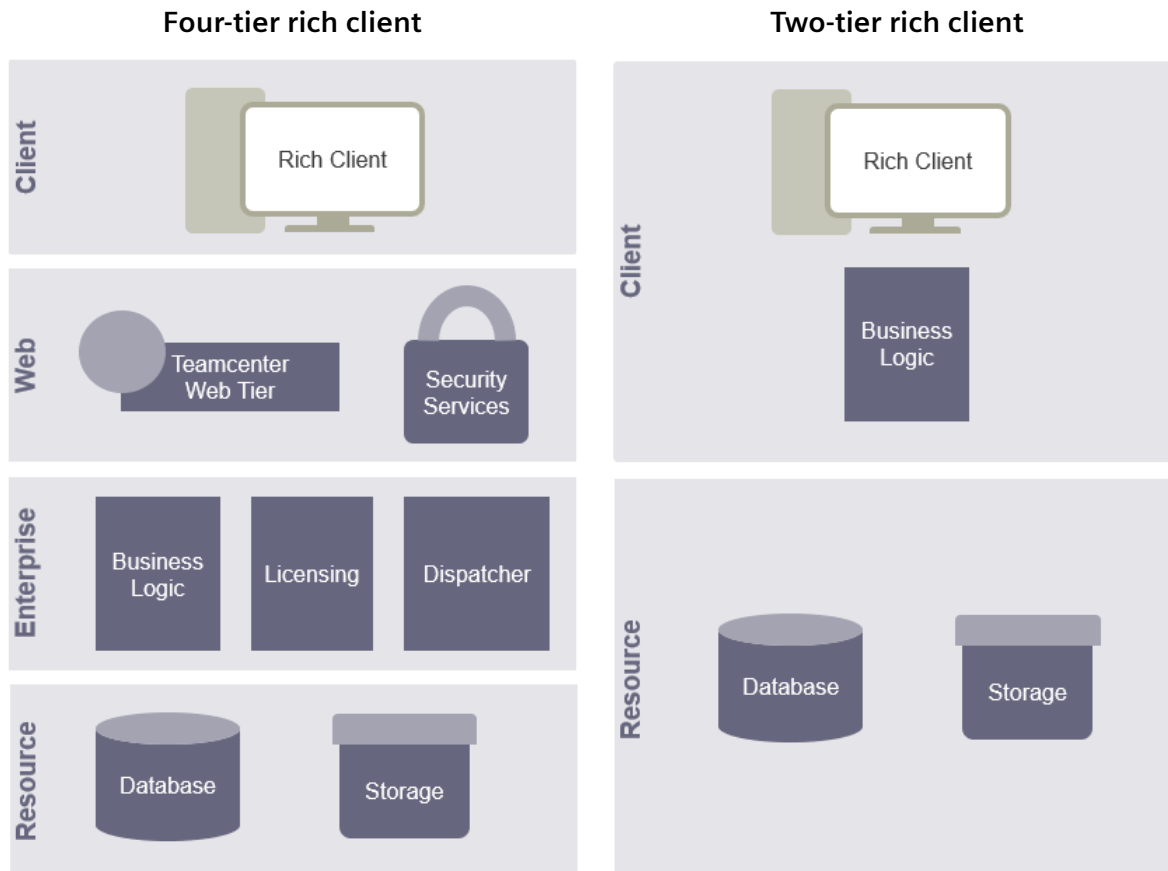 Four-tier rich client
Client
Rich Client
Web
Teamcenter
Web Tier
Security
Services
Enterprise
Business
Logic
Licensing
Dispatcher
Resource
Database
Storage
Two-tier rich client
Client
Rich Client
Business
Logic
Resource
Database
Storage